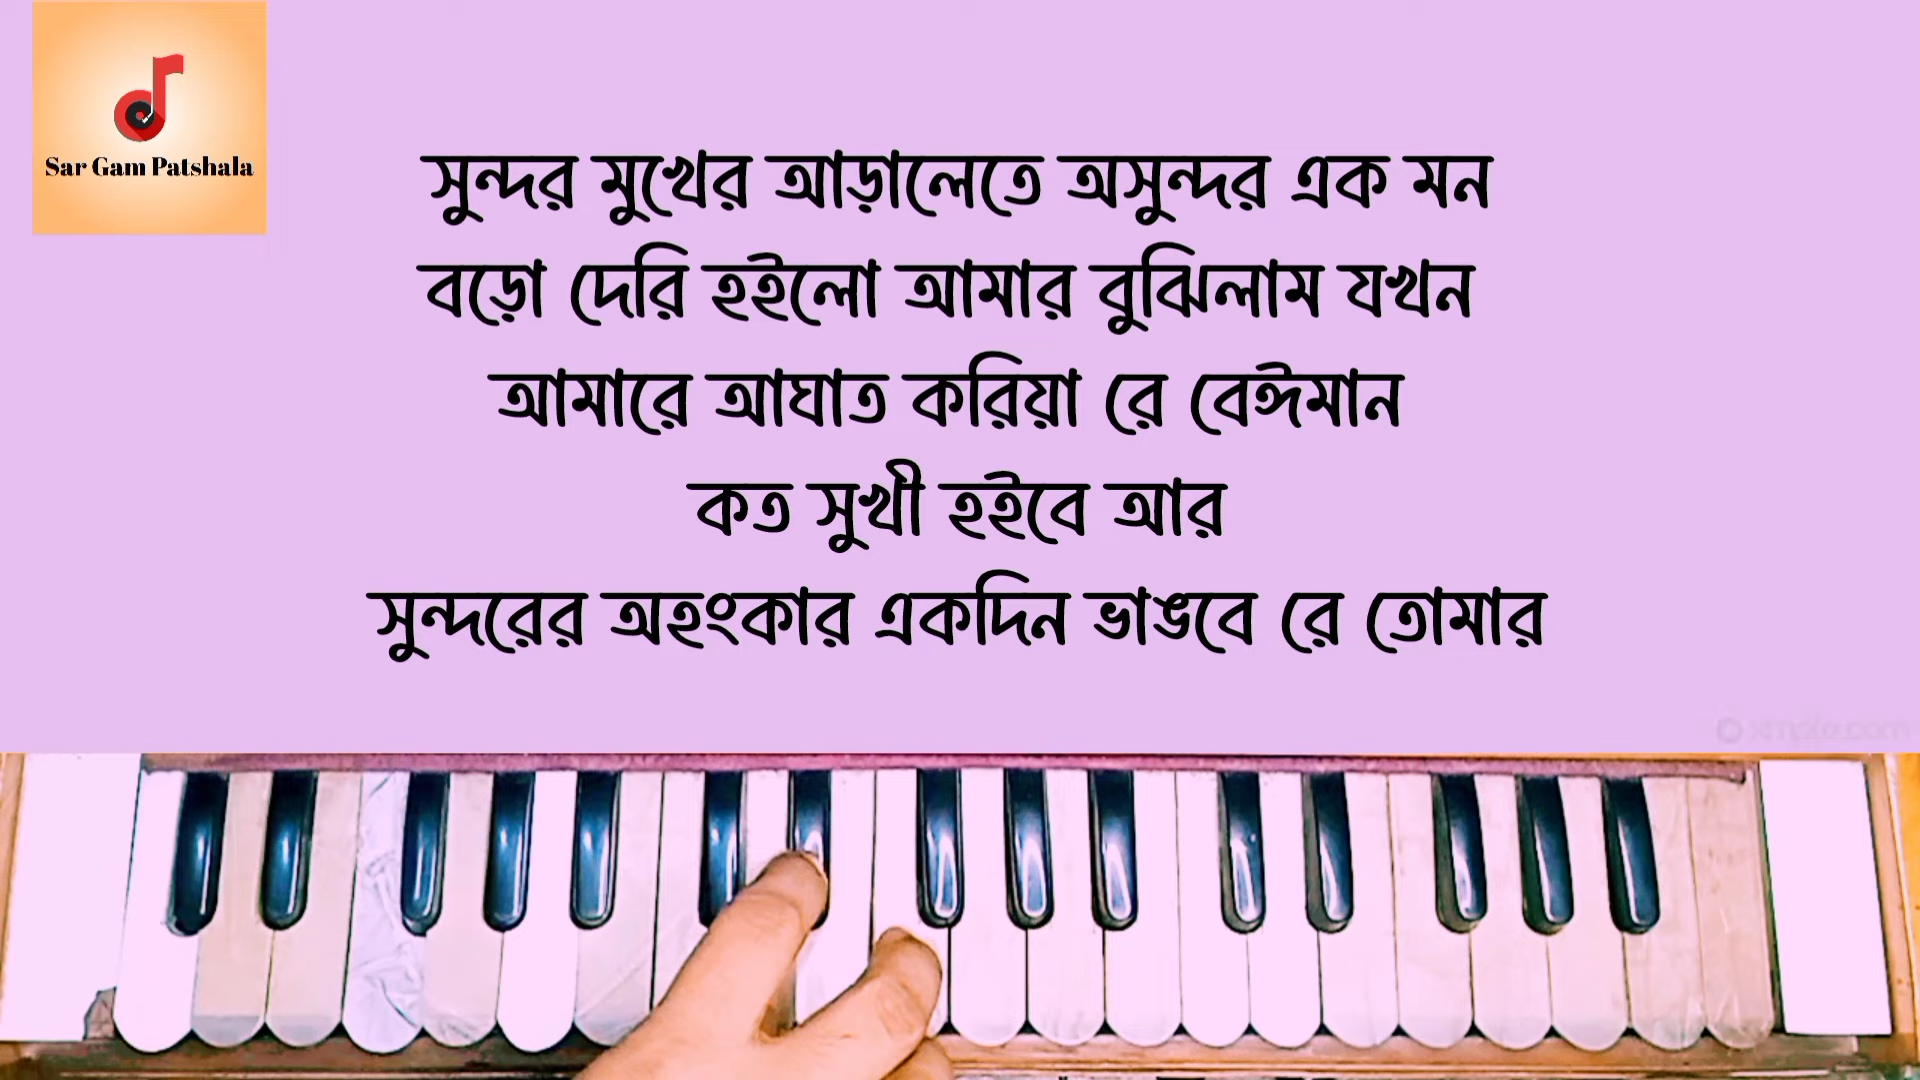 Sar Gam Patshala
সুন্দর মুখের আড়ালেতে অসুন্দর এক মন
বড়ো দেরি হইলো আমার বুঝিলাম যখন
আমারে আঘাত করিয়া রে বেঈমান
কত সুখী হইবে আর
সুন্দরের অহংকার একদিন ভাঙবে রে তোমার